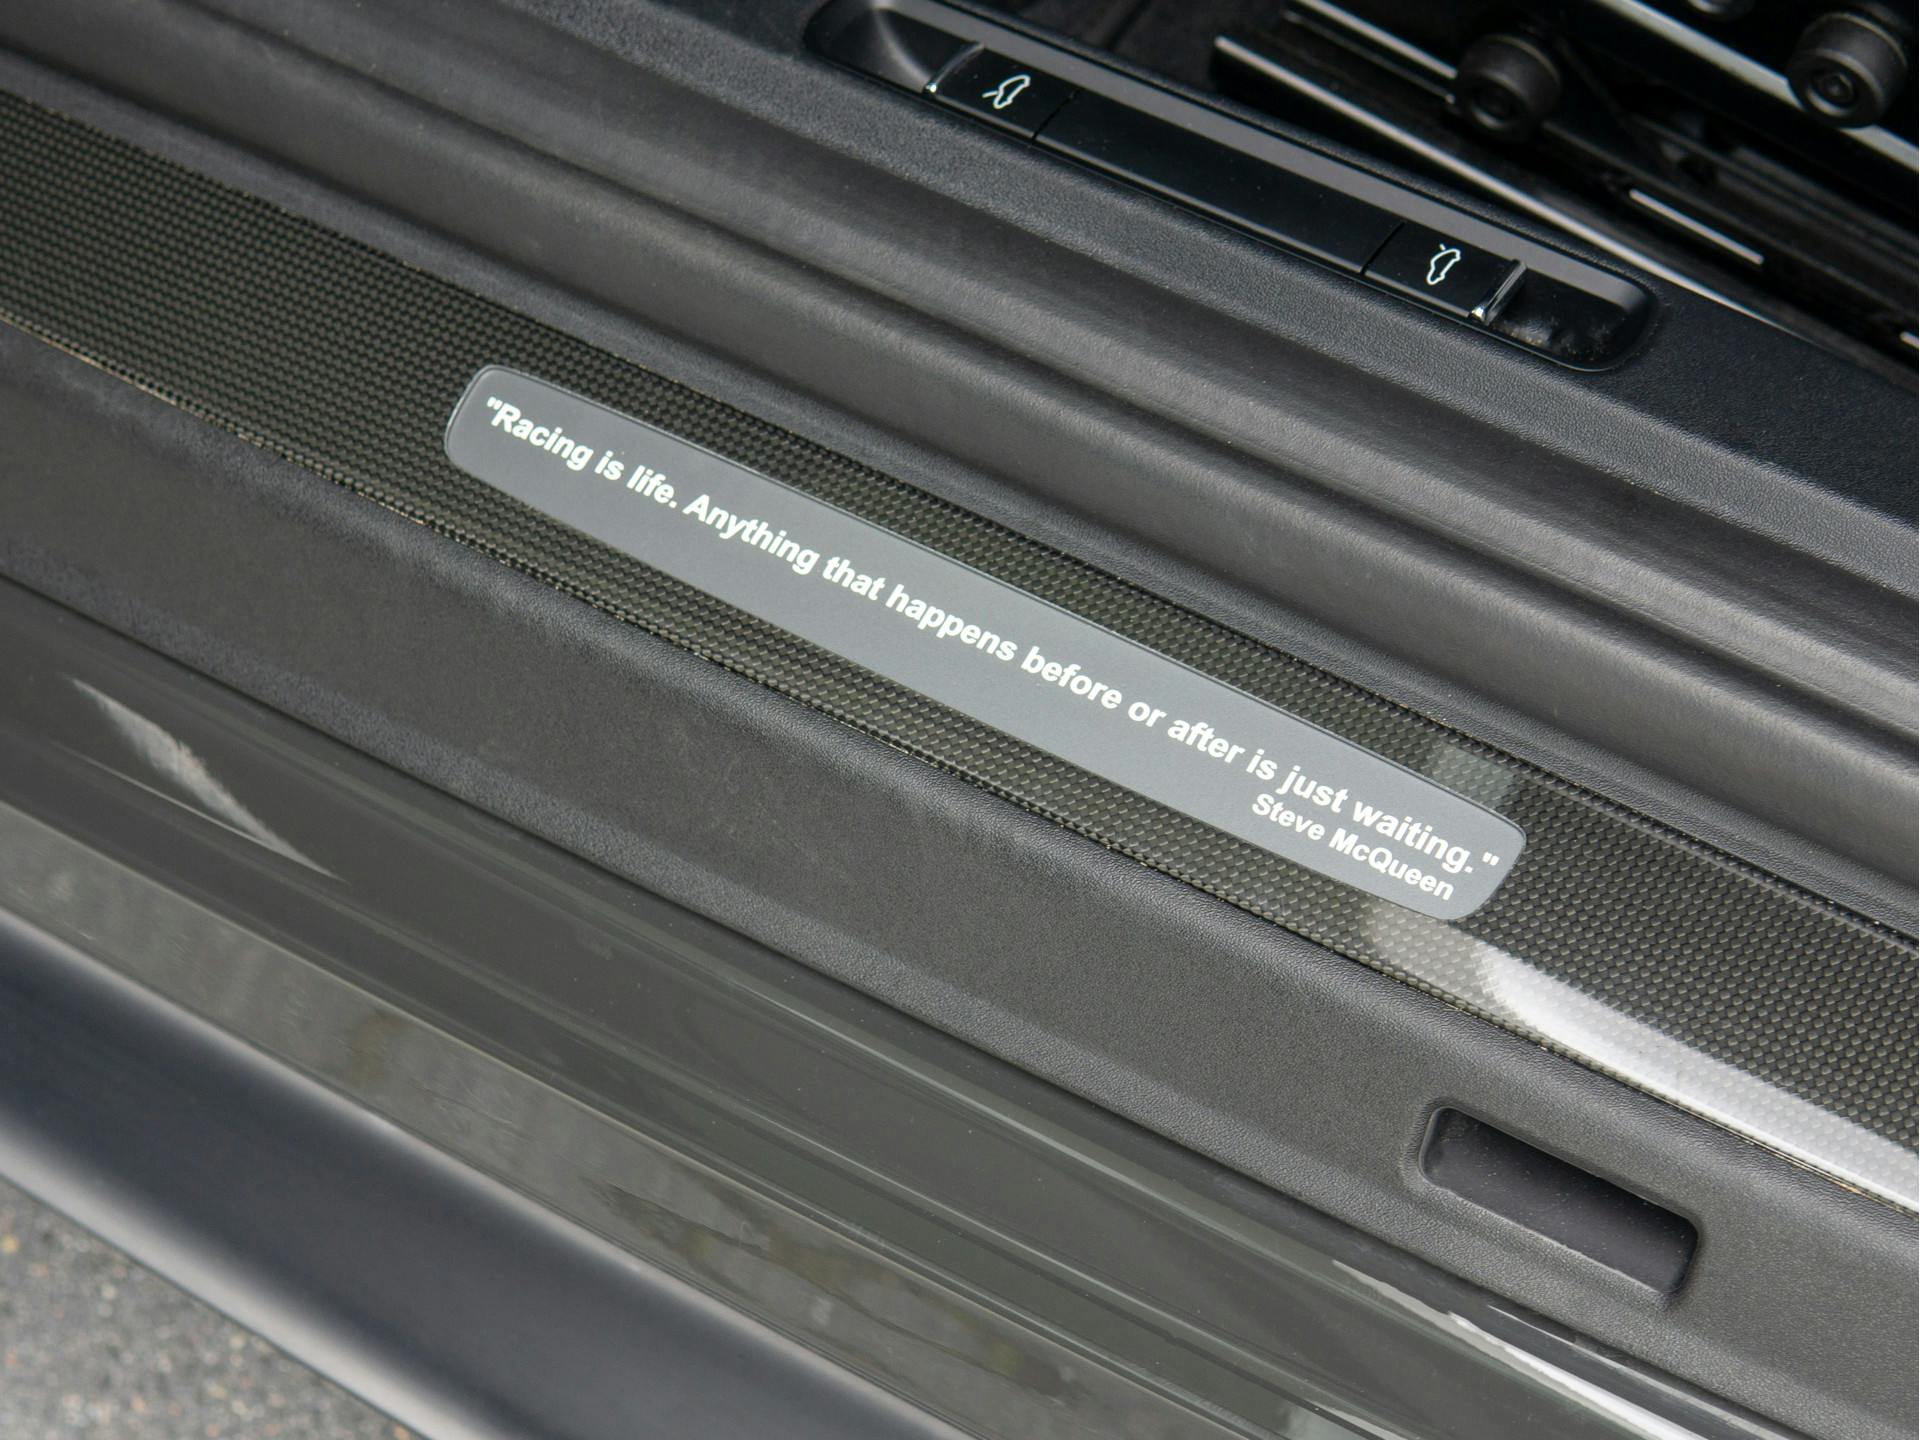 "Racing is life. Anything that happens before or after is just waiting."
Steve McQueen